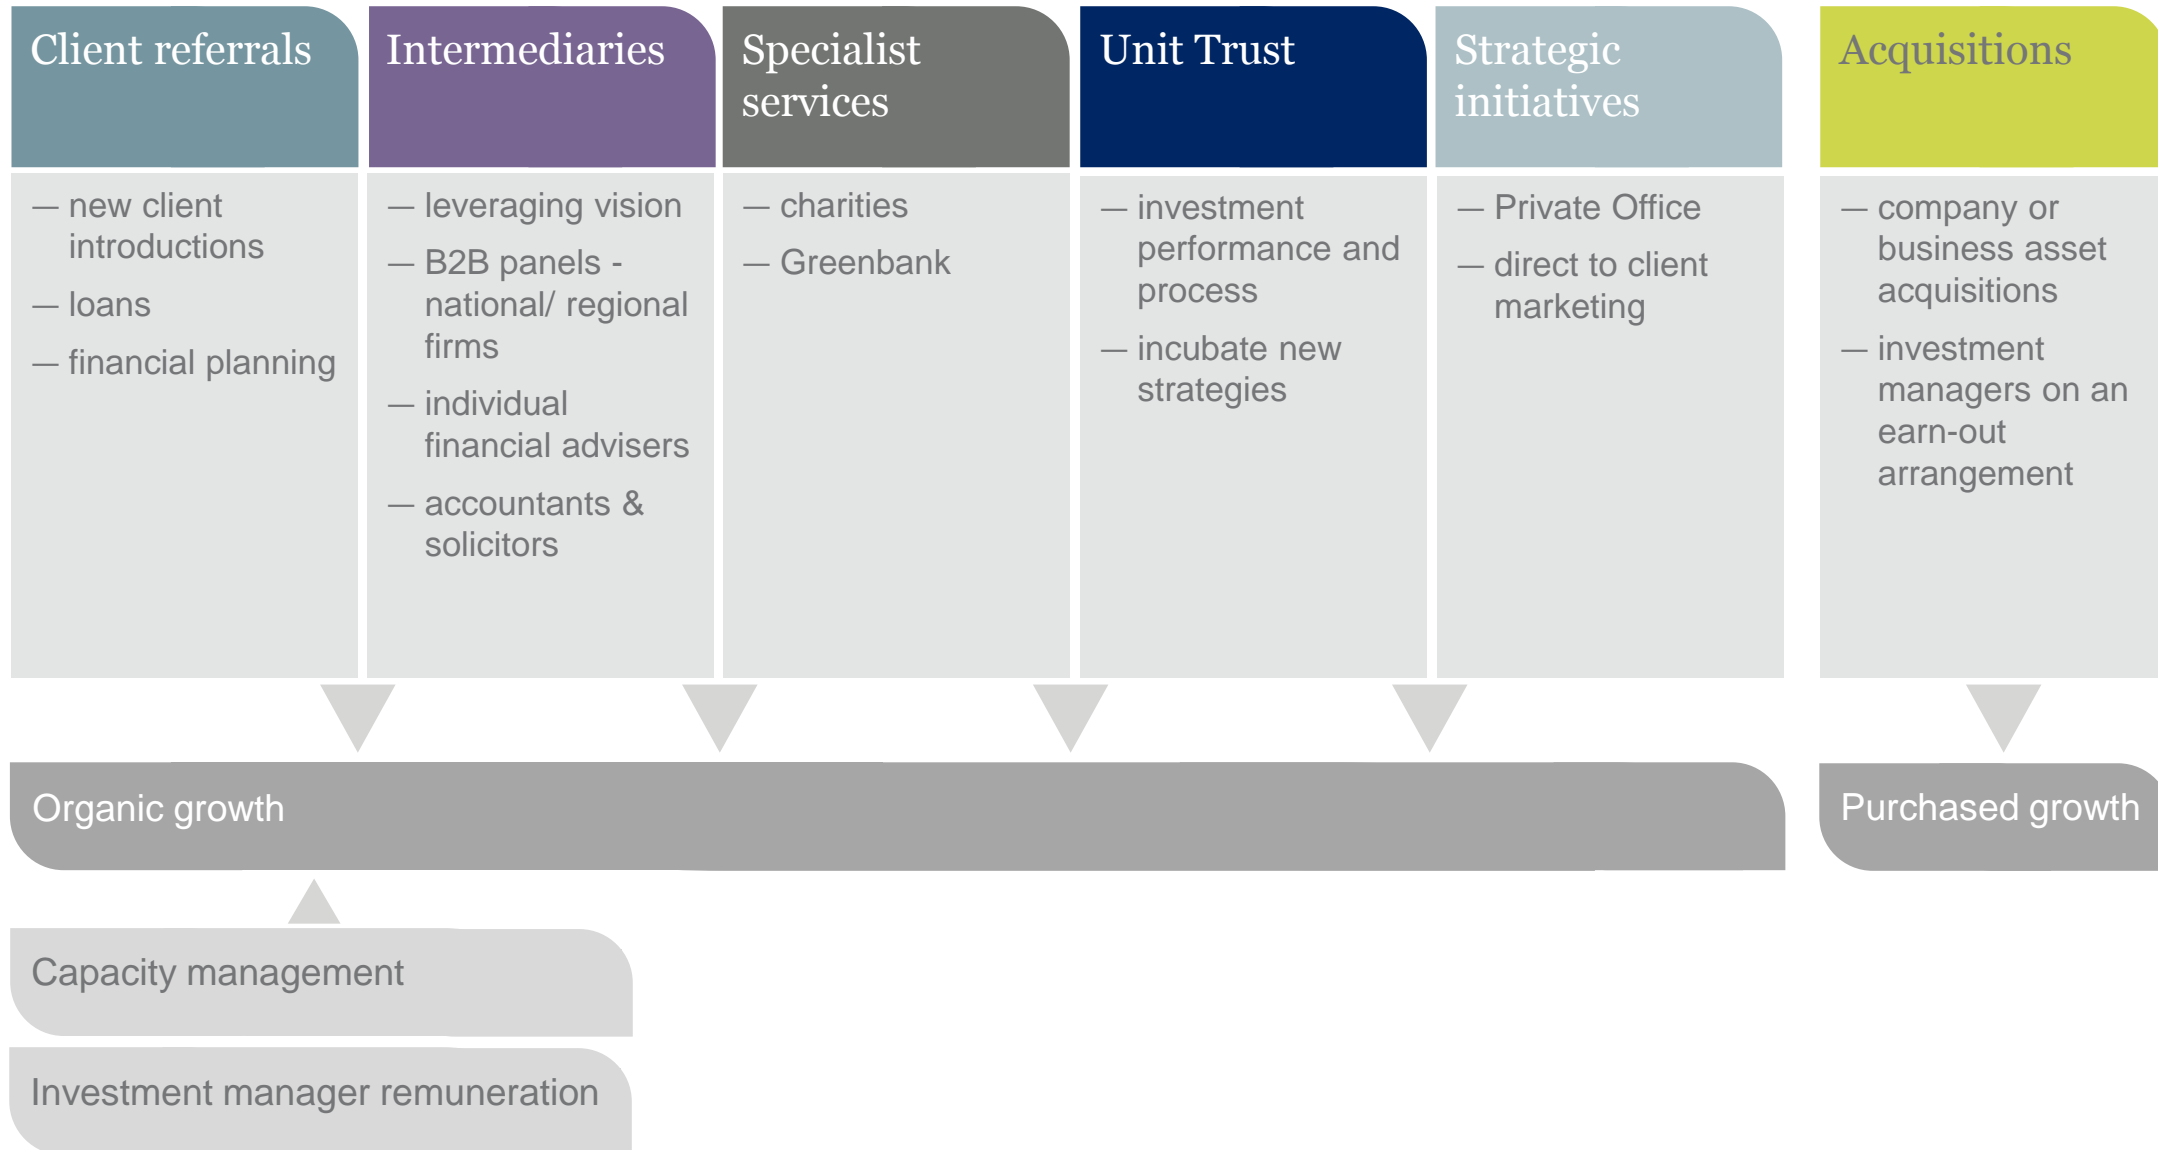 Client referrals
— new client
introductions
— loans
— financial planning
Intermediaries
— leveraging vision
— B2B panels -
national/ regional
firms
— individual
financial advisers
— accountants &
solicitors
Specialist
services
— charities
— Greenbank
Unit Trust
— investment
performance and
process
— incubate new
strategies
Strategic
initiatives
— Private Office
— direct to client
marketing
Acquisitions
— company or
business asset
acquisitions
— investment
managers on an
earn-out
arrangement
Organic growth
Purchased growth
Capacity management
Investment manager remuneration